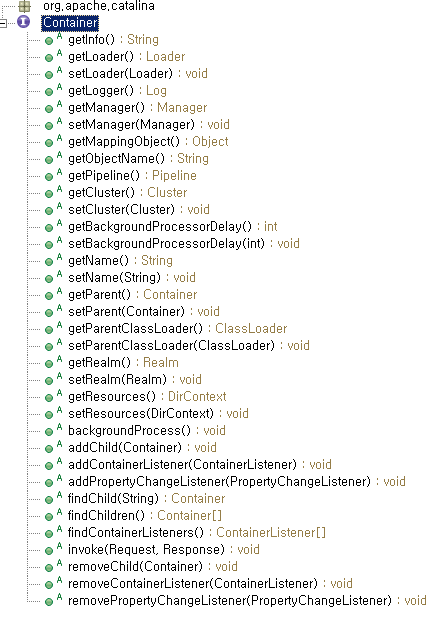 org.apache.catalina
I Container
A getInfo() : String
A getLoader() : Loader
A setLoader(Loader) : void
A getLogger() : Log
A getManager() : Manager
A setManager(Manager) : void
A getMappingObject() : Object
A getObjectName() : String
A getPipeline() : Pipeline
A getCluster() : Cluster
A setCluster(Cluster) : void
A getBackgroundProcessorDelay() : int
A setBackgroundProcessorDelay(int) : void
A getName() : String
A setName(String) : void
A getParent() : Container
A setParent(Container) : void
A getParentClassLoader() : ClassLoader
A setParentClassLoader(ClassLoader) : void
A getRealm() : Realm
A setRealm(Realm) : void
A getResources() : DirContext
A setResources(DirContext) : void
A backgroundProcess() : void
A addChild(Container) : void
A addContainerListener(ContainerListener) : void
A addPropertyChangeListener(PropertyChangeListener) : void
A findChild(String) : Container
A findChildren() : Container[]
A findContainerListeners() : ContainerListener[]
A invoke(Request, Response) : void
A removeChild(Container) : void
A removeContainerListener(ContainerListener) : void
A removePropertyChangeListener(PropertyChangeListener) : void